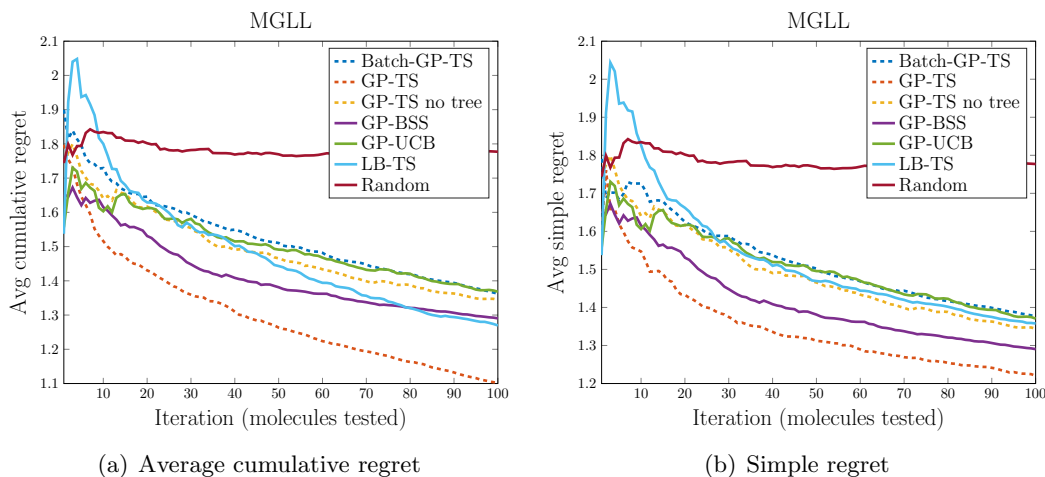 MGLL
2.1
2
1.9
1.8
1.7
1.6
1.5
1.4
1.3
1.2
1.1
Avg cumulative regret
Batch-GP-TS
GP-TS
GP-TS no tree
GP-BSS
GP-UCB
LB-TS
Random
10 20 30 40 50 60 70 80 90 100
Iteration (molecules tested)
(a) Average cumulative regret
MGLL
2.1
2
1.9
1.8
1.7
1.6
1.5
1.4
1.3
1.2
Avg simple regret
Batch-GP-TS
GP-TS
GP-TS no tree
GP-BSS
GP-UCB
LB-TS
Random
10 20 30 40 50 60 70 80 90 100
Iteration (molecules tested)
(b) Simple regret